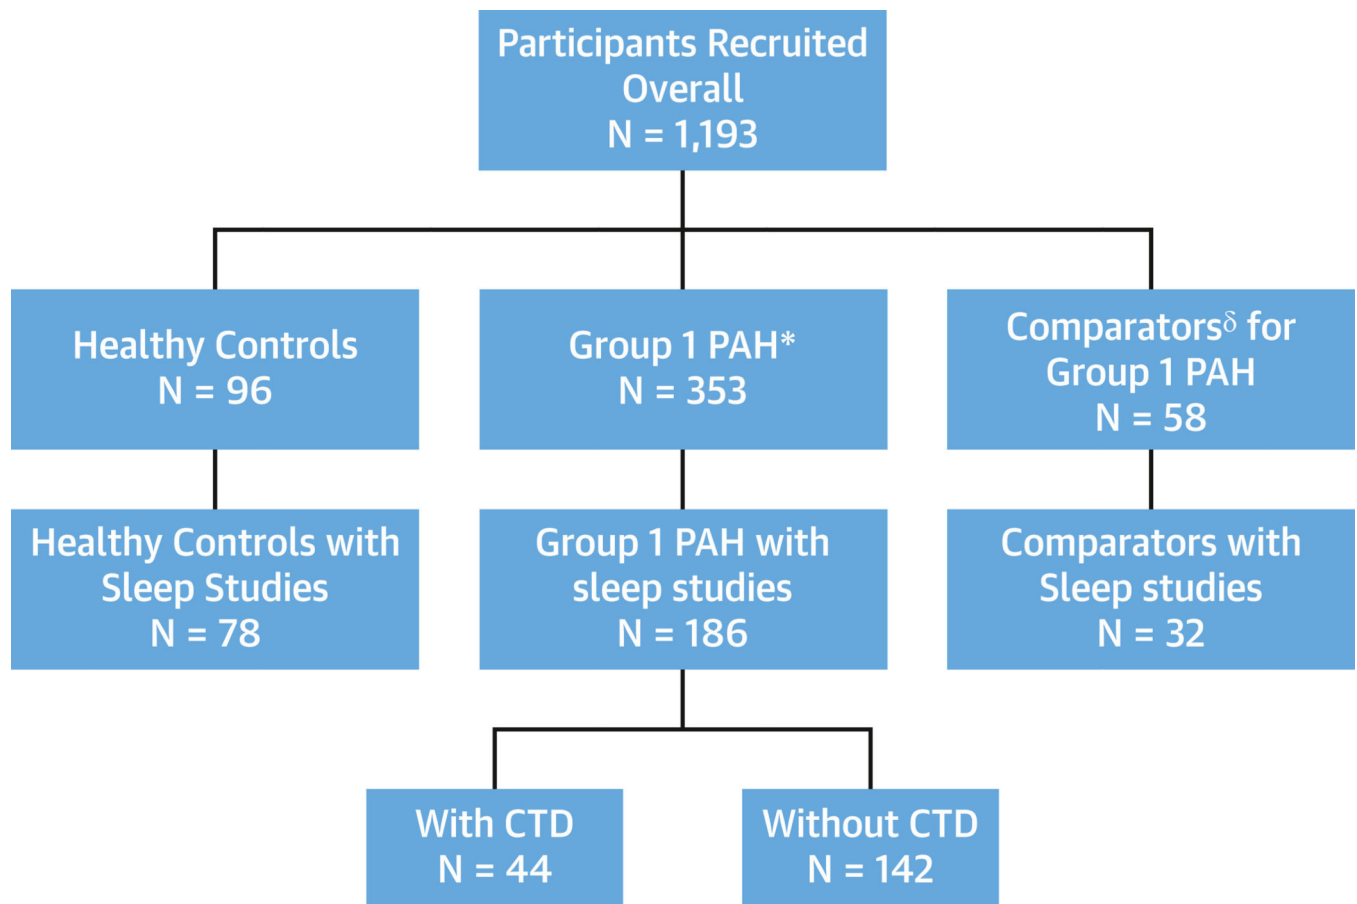 Participants Recruited
Overall
N = 1,193
Healthy Controls
N = 96
Group 1 PAH*
N = 353
Comparatorsδ for
Group 1 PAH
N = 58
Healthy Controls with
Sleep Studies
N = 78
Group 1 PAH with
sleep studies
N = 186
Comparators with
Sleep studies
N = 32
With CTD
N = 44
Without CTD
N = 142